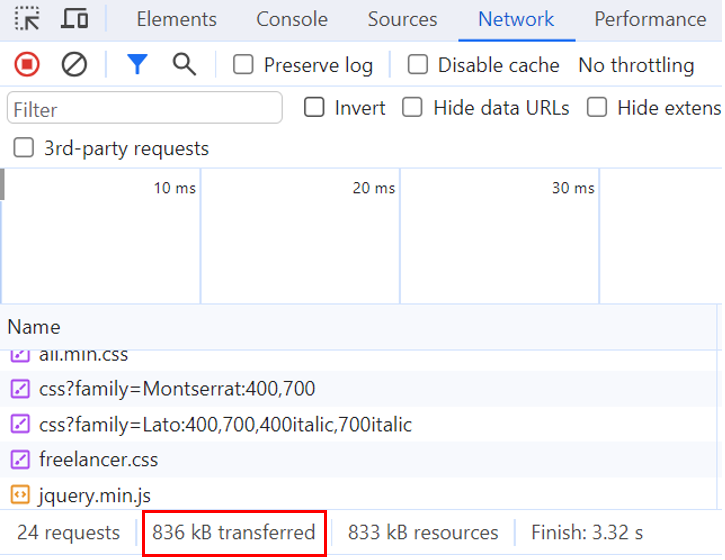 Elements Console Sources Network Performance
Preserve log Disable cache No throttling
Filter Invert Hide data URLs Hide extens
3rd-party requests
10 ms 20 ms 30 ms
Name
all.min.css
css?family=Montserrat:400,700
css?family=Lato:400,700,400italic,700italic
freelancer.css
jquery.min.js
24 requests 836 kB transferred 833 kB resources Finish: 3.32 s